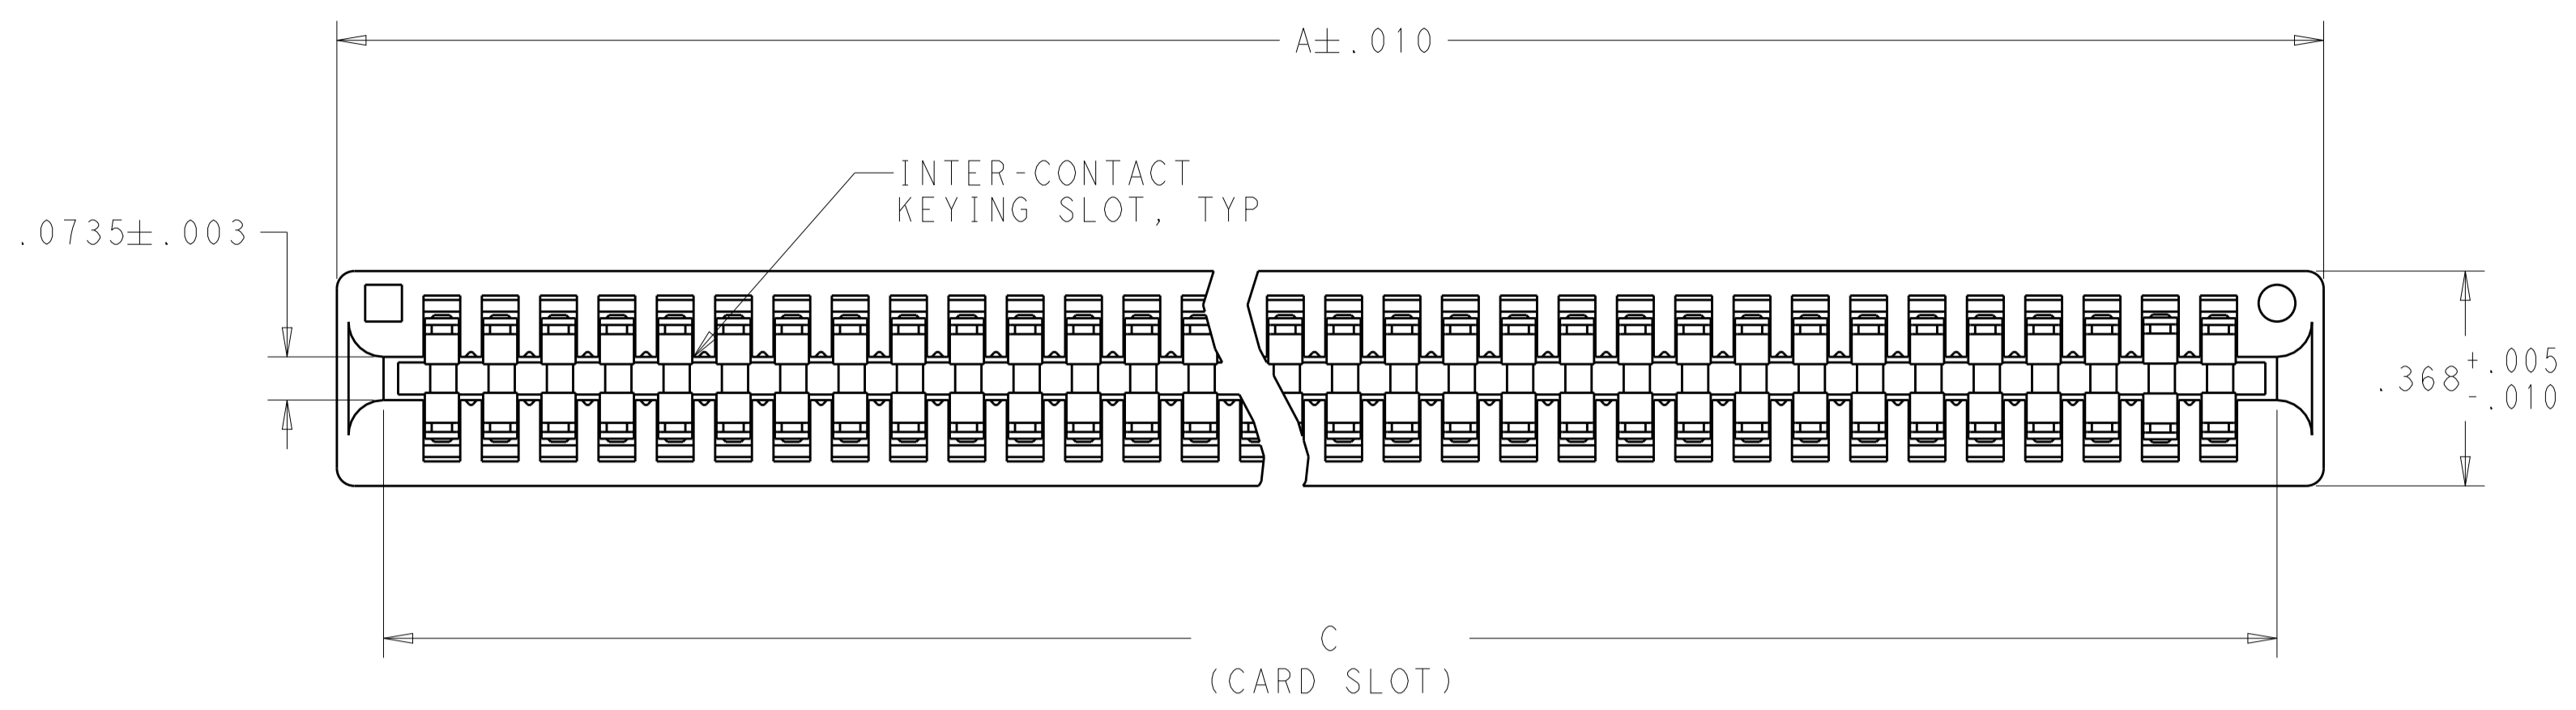 A±.010
INTER-CONTACT
KEYING SLOT, TYP
.0735±.003
.368 +.005
-.010
C
(CARD SLOT)